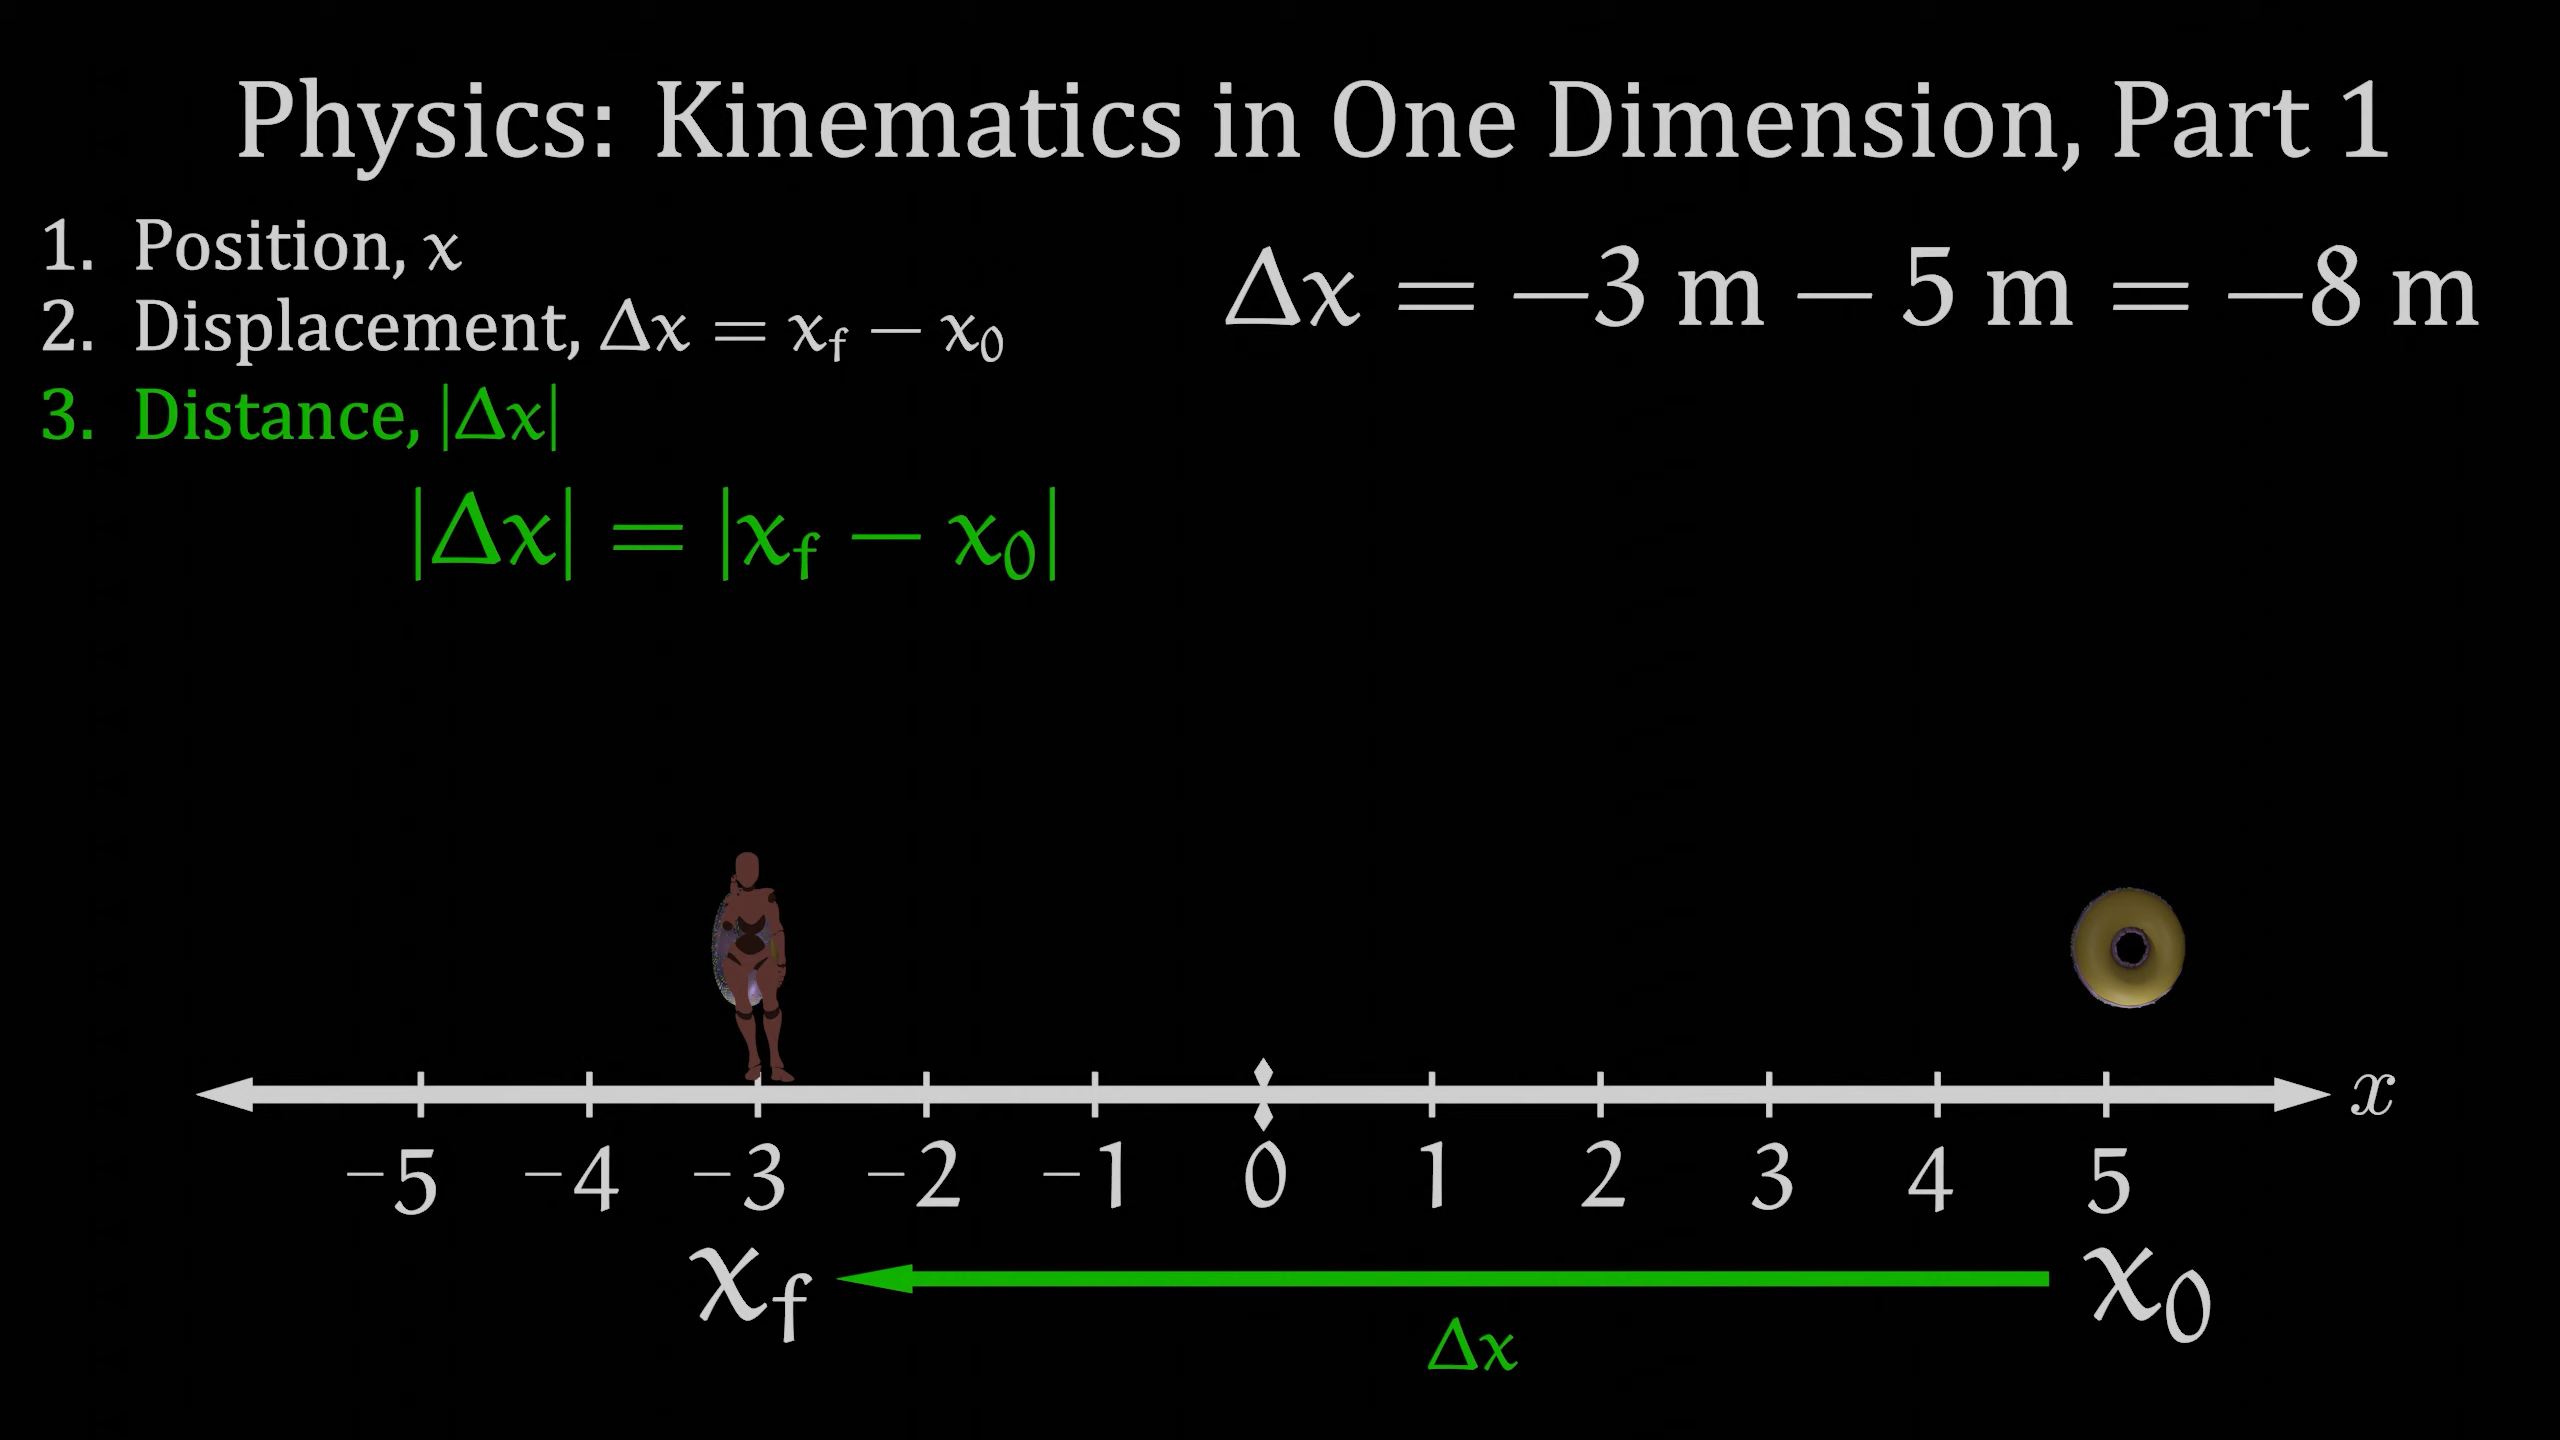 Physics: Kinematics in One Dimension, Part 1
1. Position, x
2. Displacement, Δx = x_f − x_0
Δx = −3 m − 5 m = −8 m
3. Distance, |Δx|
|Δx| = |x_f − x_0|
x
−5 −4 −3 −2 −1 0 1 2 3 4 5
x_f x_0
Δx